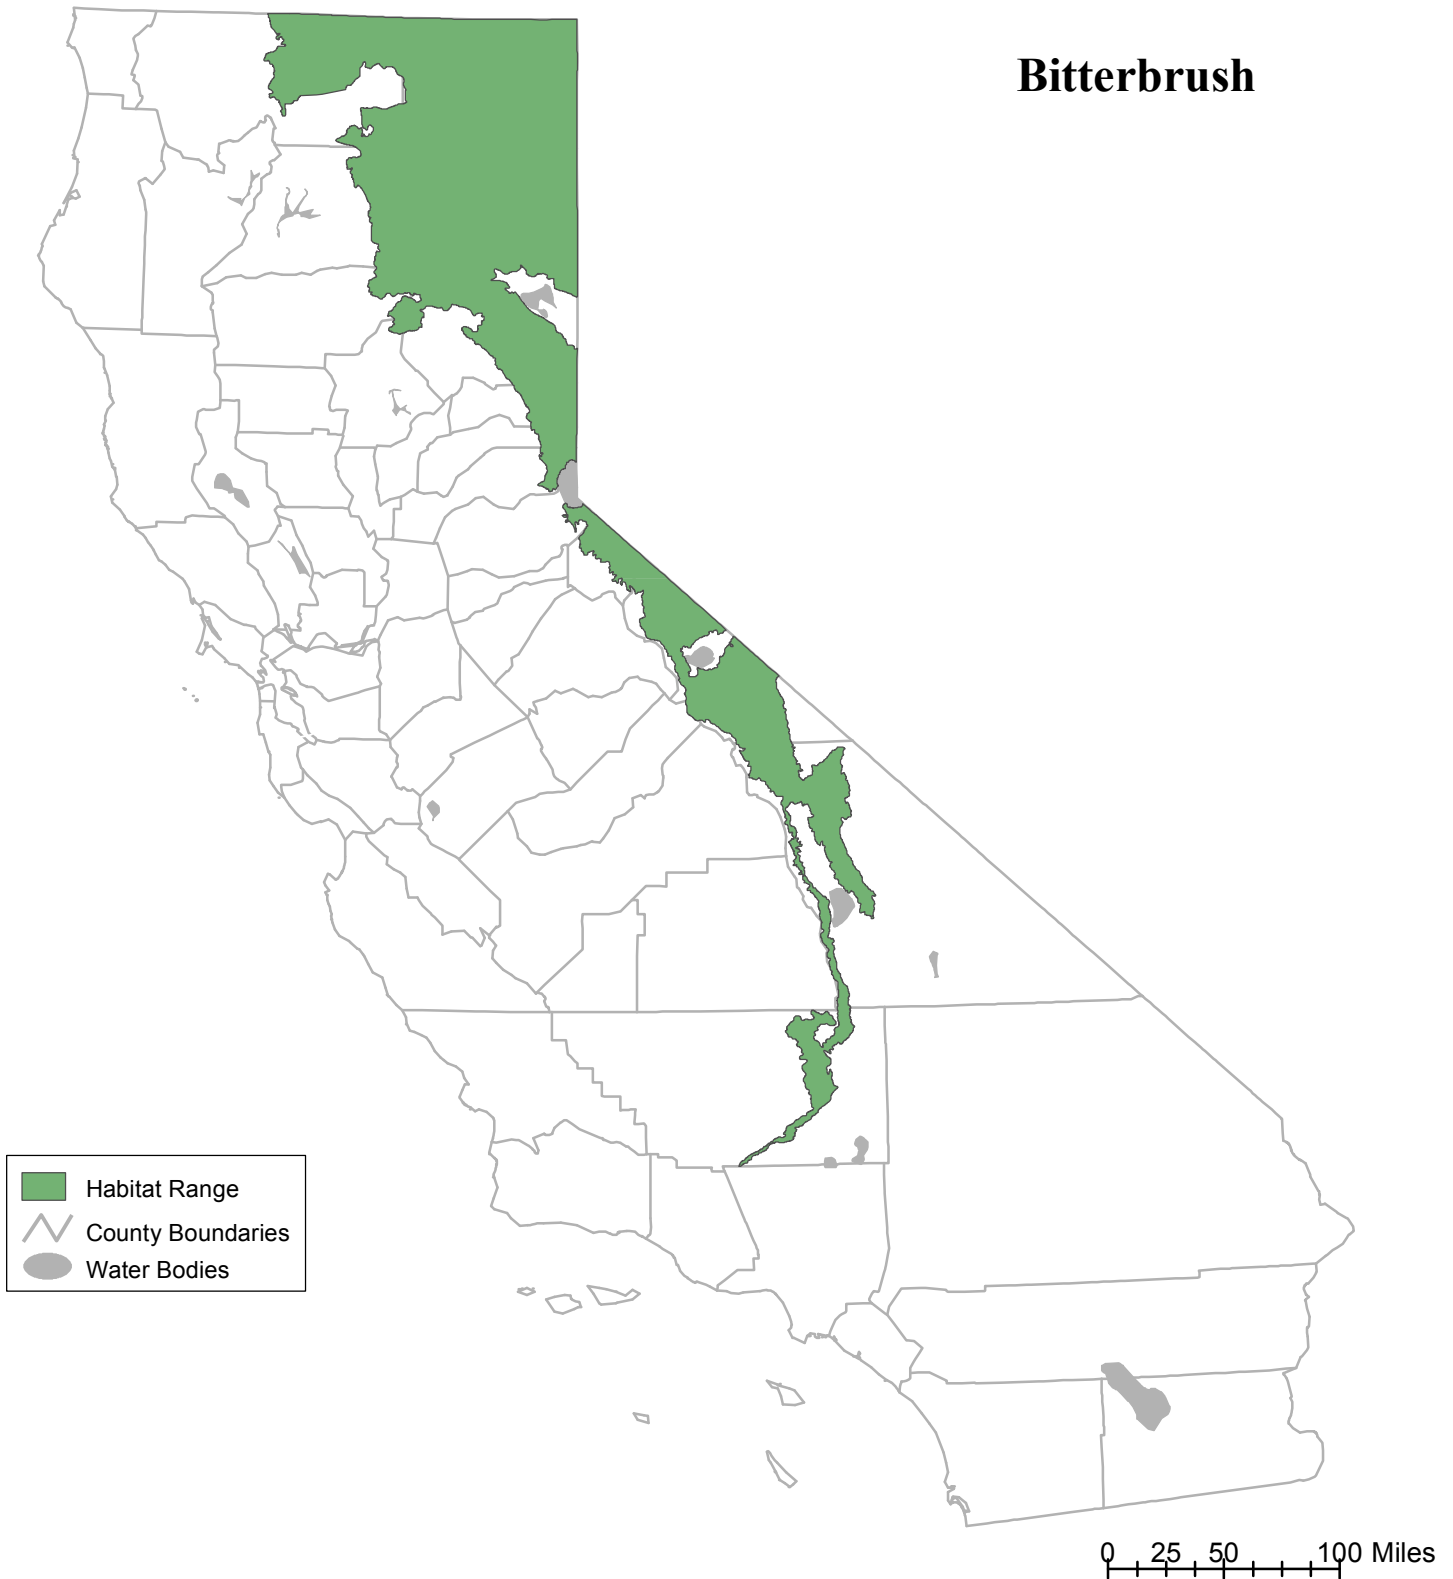 Bitterbrush
Habitat Range
County Boundaries
Water Bodies
0 25 50 100 Miles